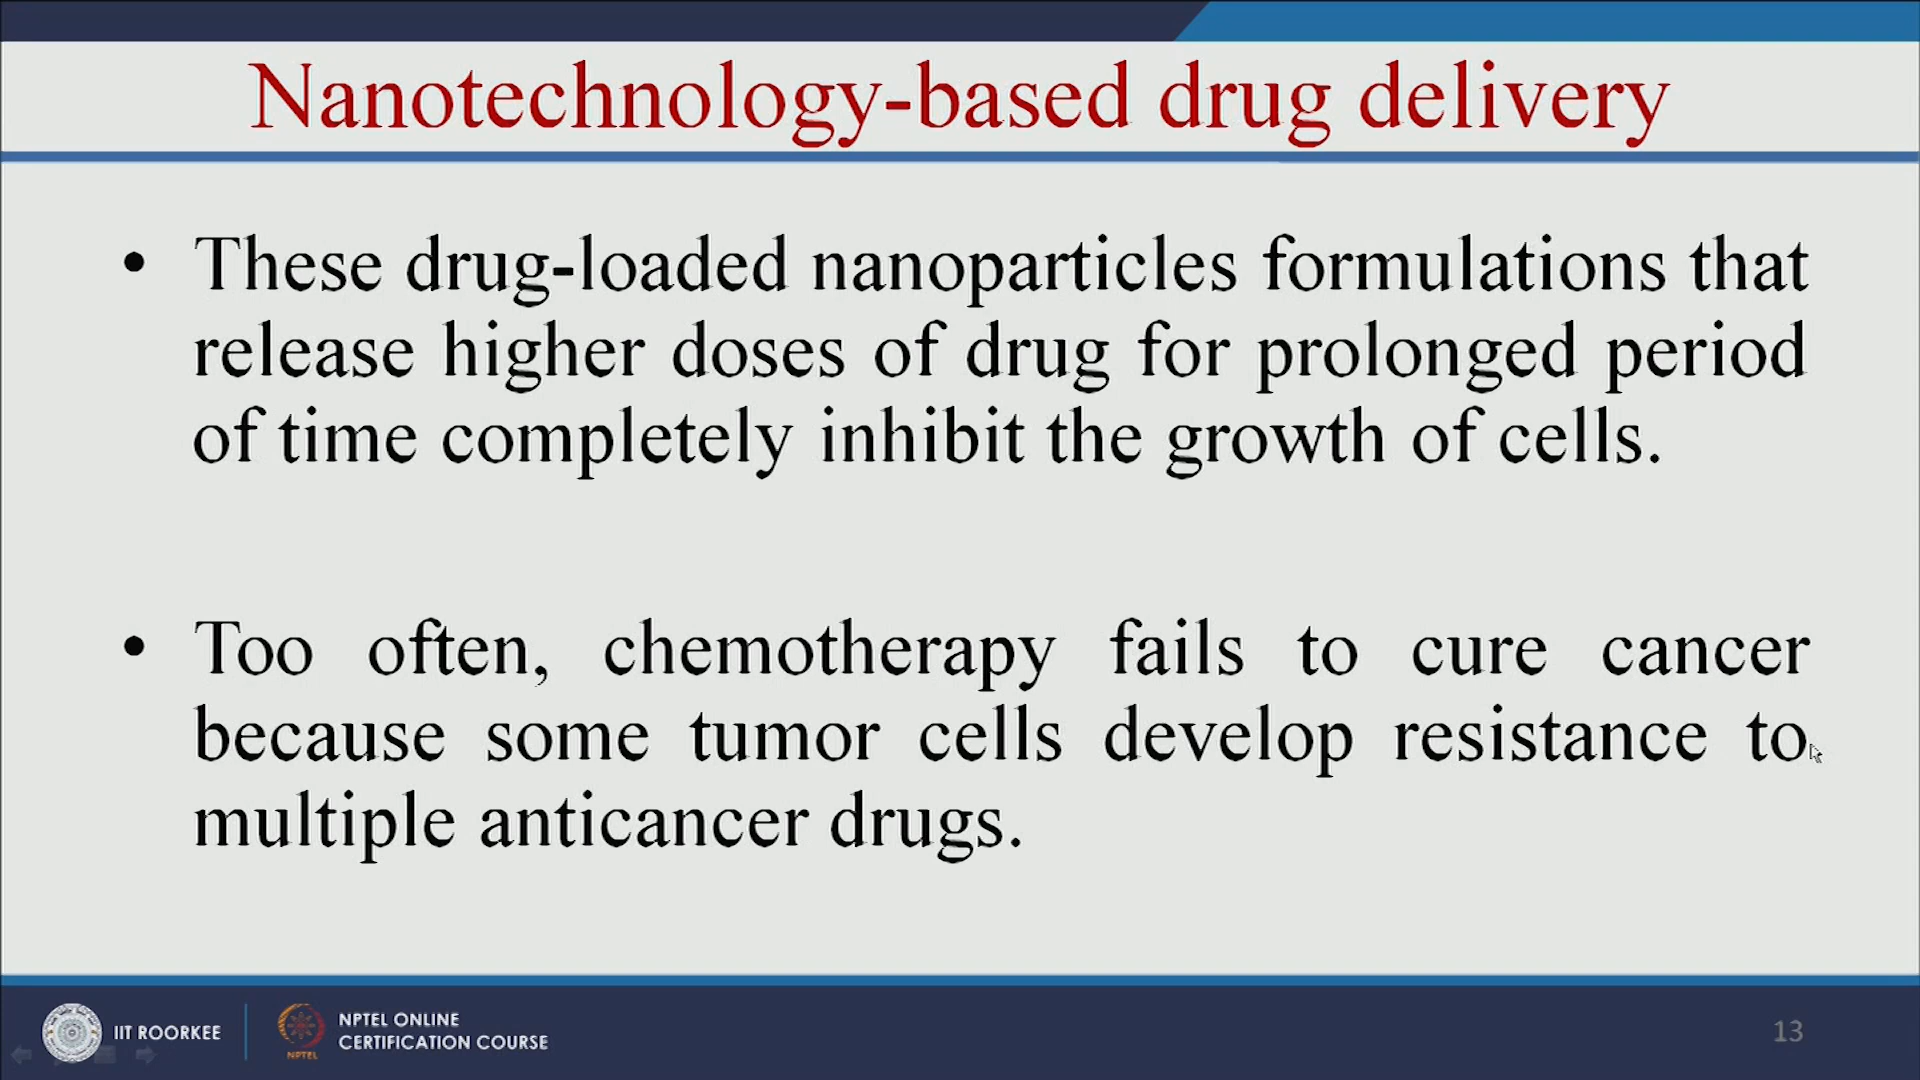 Nanotechnology-based drug delivery
• These drug-loaded nanoparticles formulations that
release higher doses of drug for prolonged period
of time completely inhibit the growth of cells.
• Too often, chemotherapy fails to cure cancer
because some tumor cells develop resistance to
multiple anticancer drugs.
IIT ROORKEE
NPTEL
NPTEL ONLINE
CERTIFICATION COURSE
13